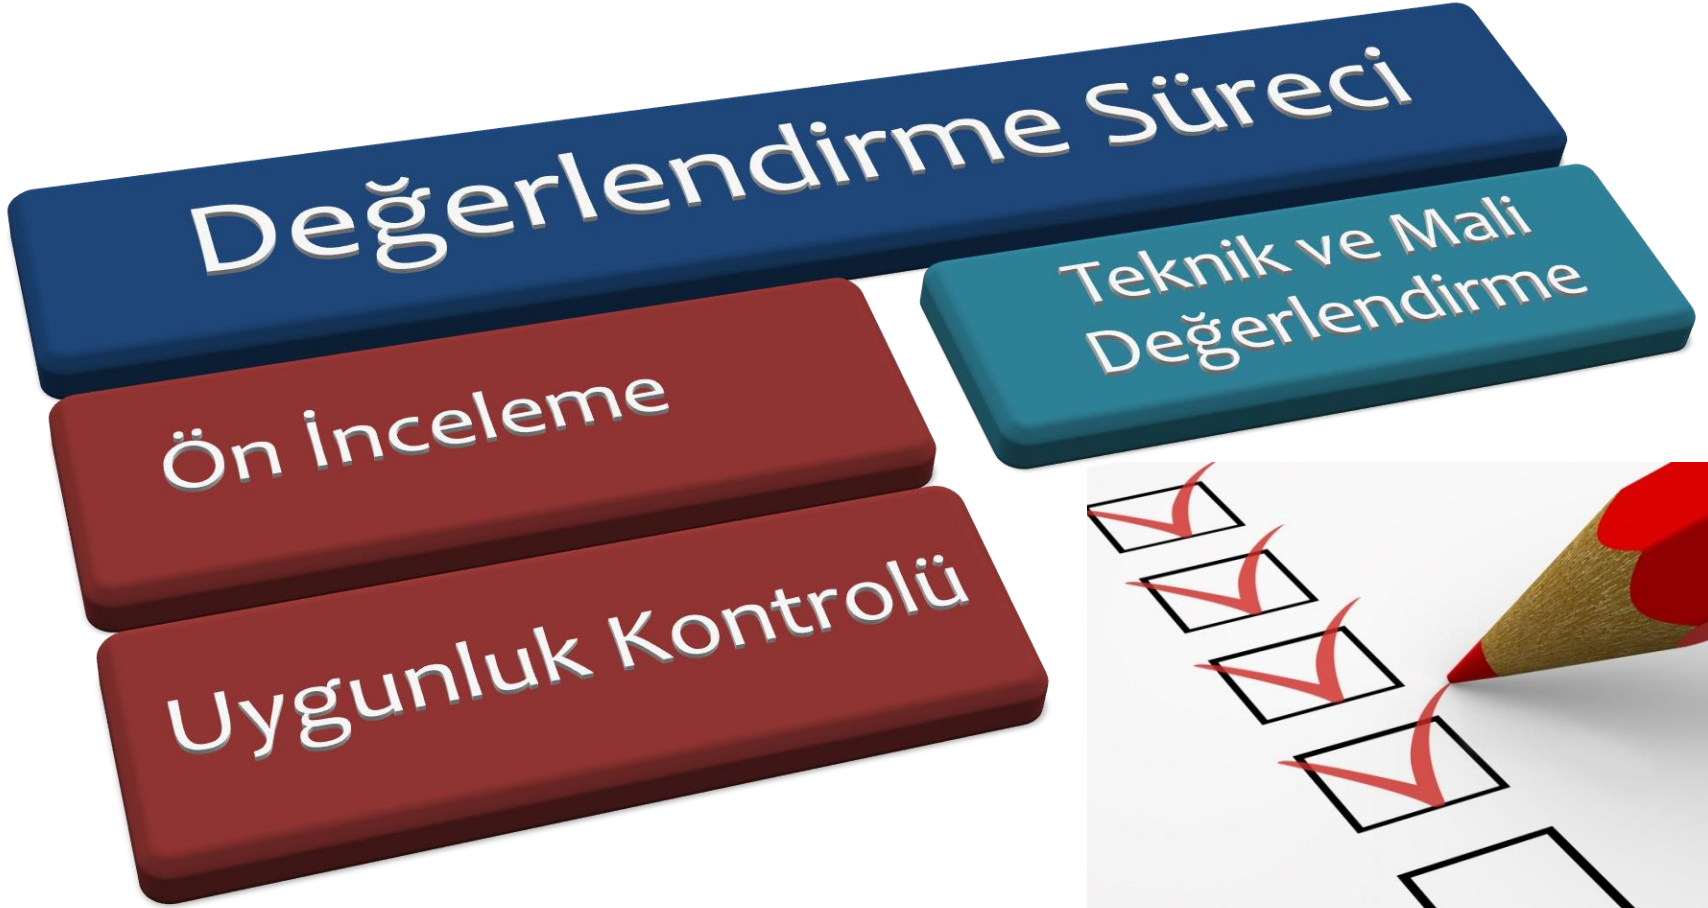 Değerlendirme Süreci
Ön İnceleme
Uygunluk Kontrolü
Teknik ve Mali
Değerlendirme